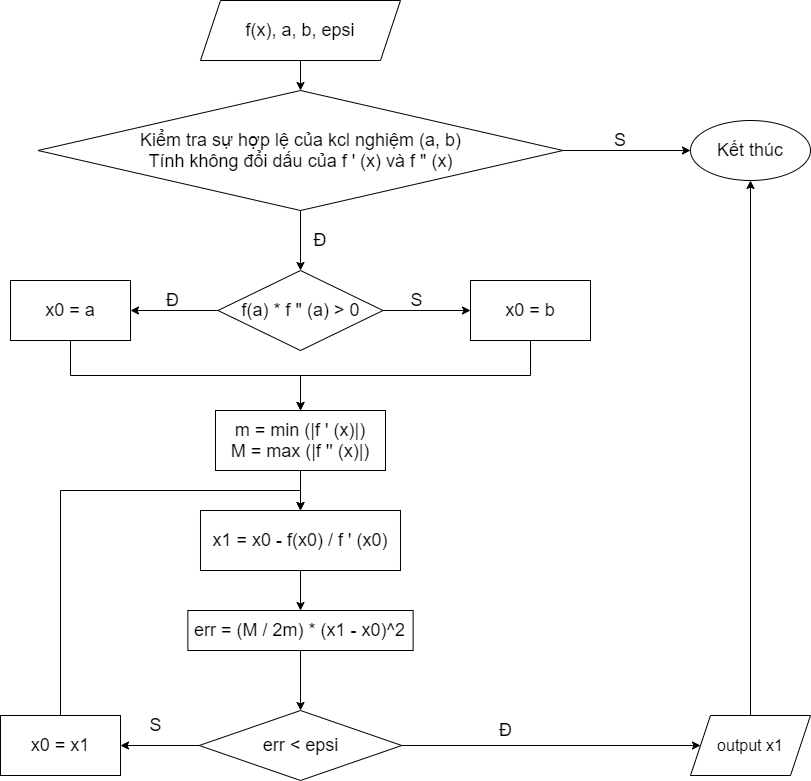 f(x), a, b, epsi
Kiểm tra sự hợp lệ của kcl nghiệm (a, b)
Tính không đổi dấu của f ' (x) và f " (x)
S
Kết thúc
Đ
f(a) * f " (a) > 0
Đ
S
x0 = a
x0 = b
m = min (|f ' (x)|)
M = max (|f " (x)|)
x1 = x0 - f(x0) / f ' (x0)
err = (M / 2m) * (x1 - x0)^2
err < epsi
S
Đ
x0 = x1
output x1